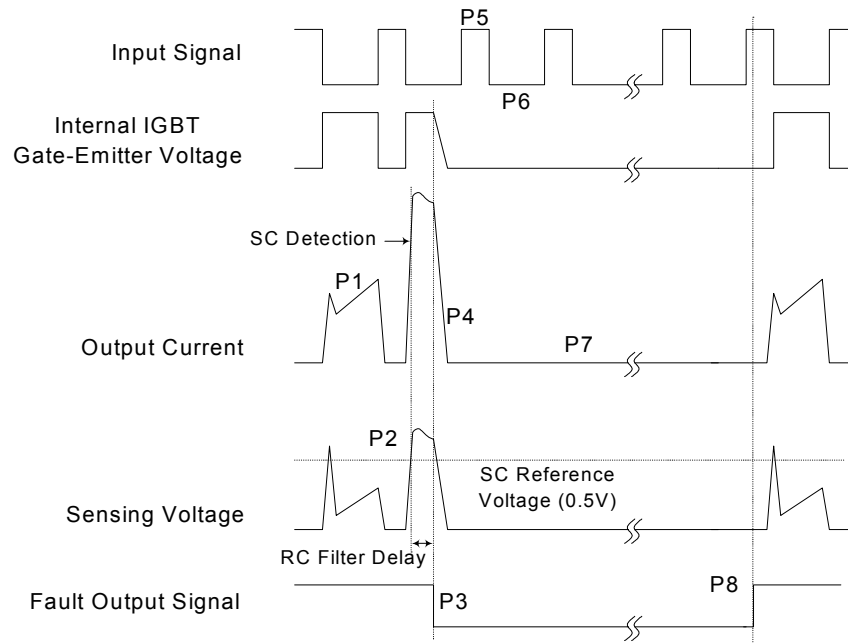 P5
Input Signal
P6
Internal IGBT
Gate-Emitter Voltage
SC Detection
P1
P4
Output Current
P7
P2
SC Reference
Voltage (0.5V)
Sensing Voltage
RC Filter Delay
P3
P8
Fault Output Signal